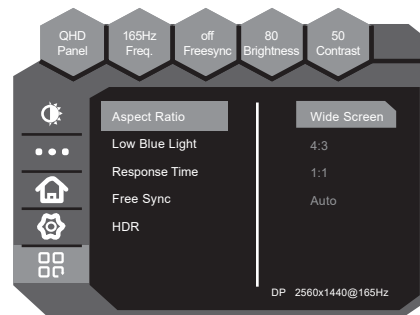 QHD
Panel
165Hz
Freq.
off
Freesync
80
Brightness
50
Contrast
Aspect Ratio
Low Blue Light
Response Time
Free Sync
HDR
Wide Screen
4:3
1:1
Auto
DP 2560x1440@165Hz